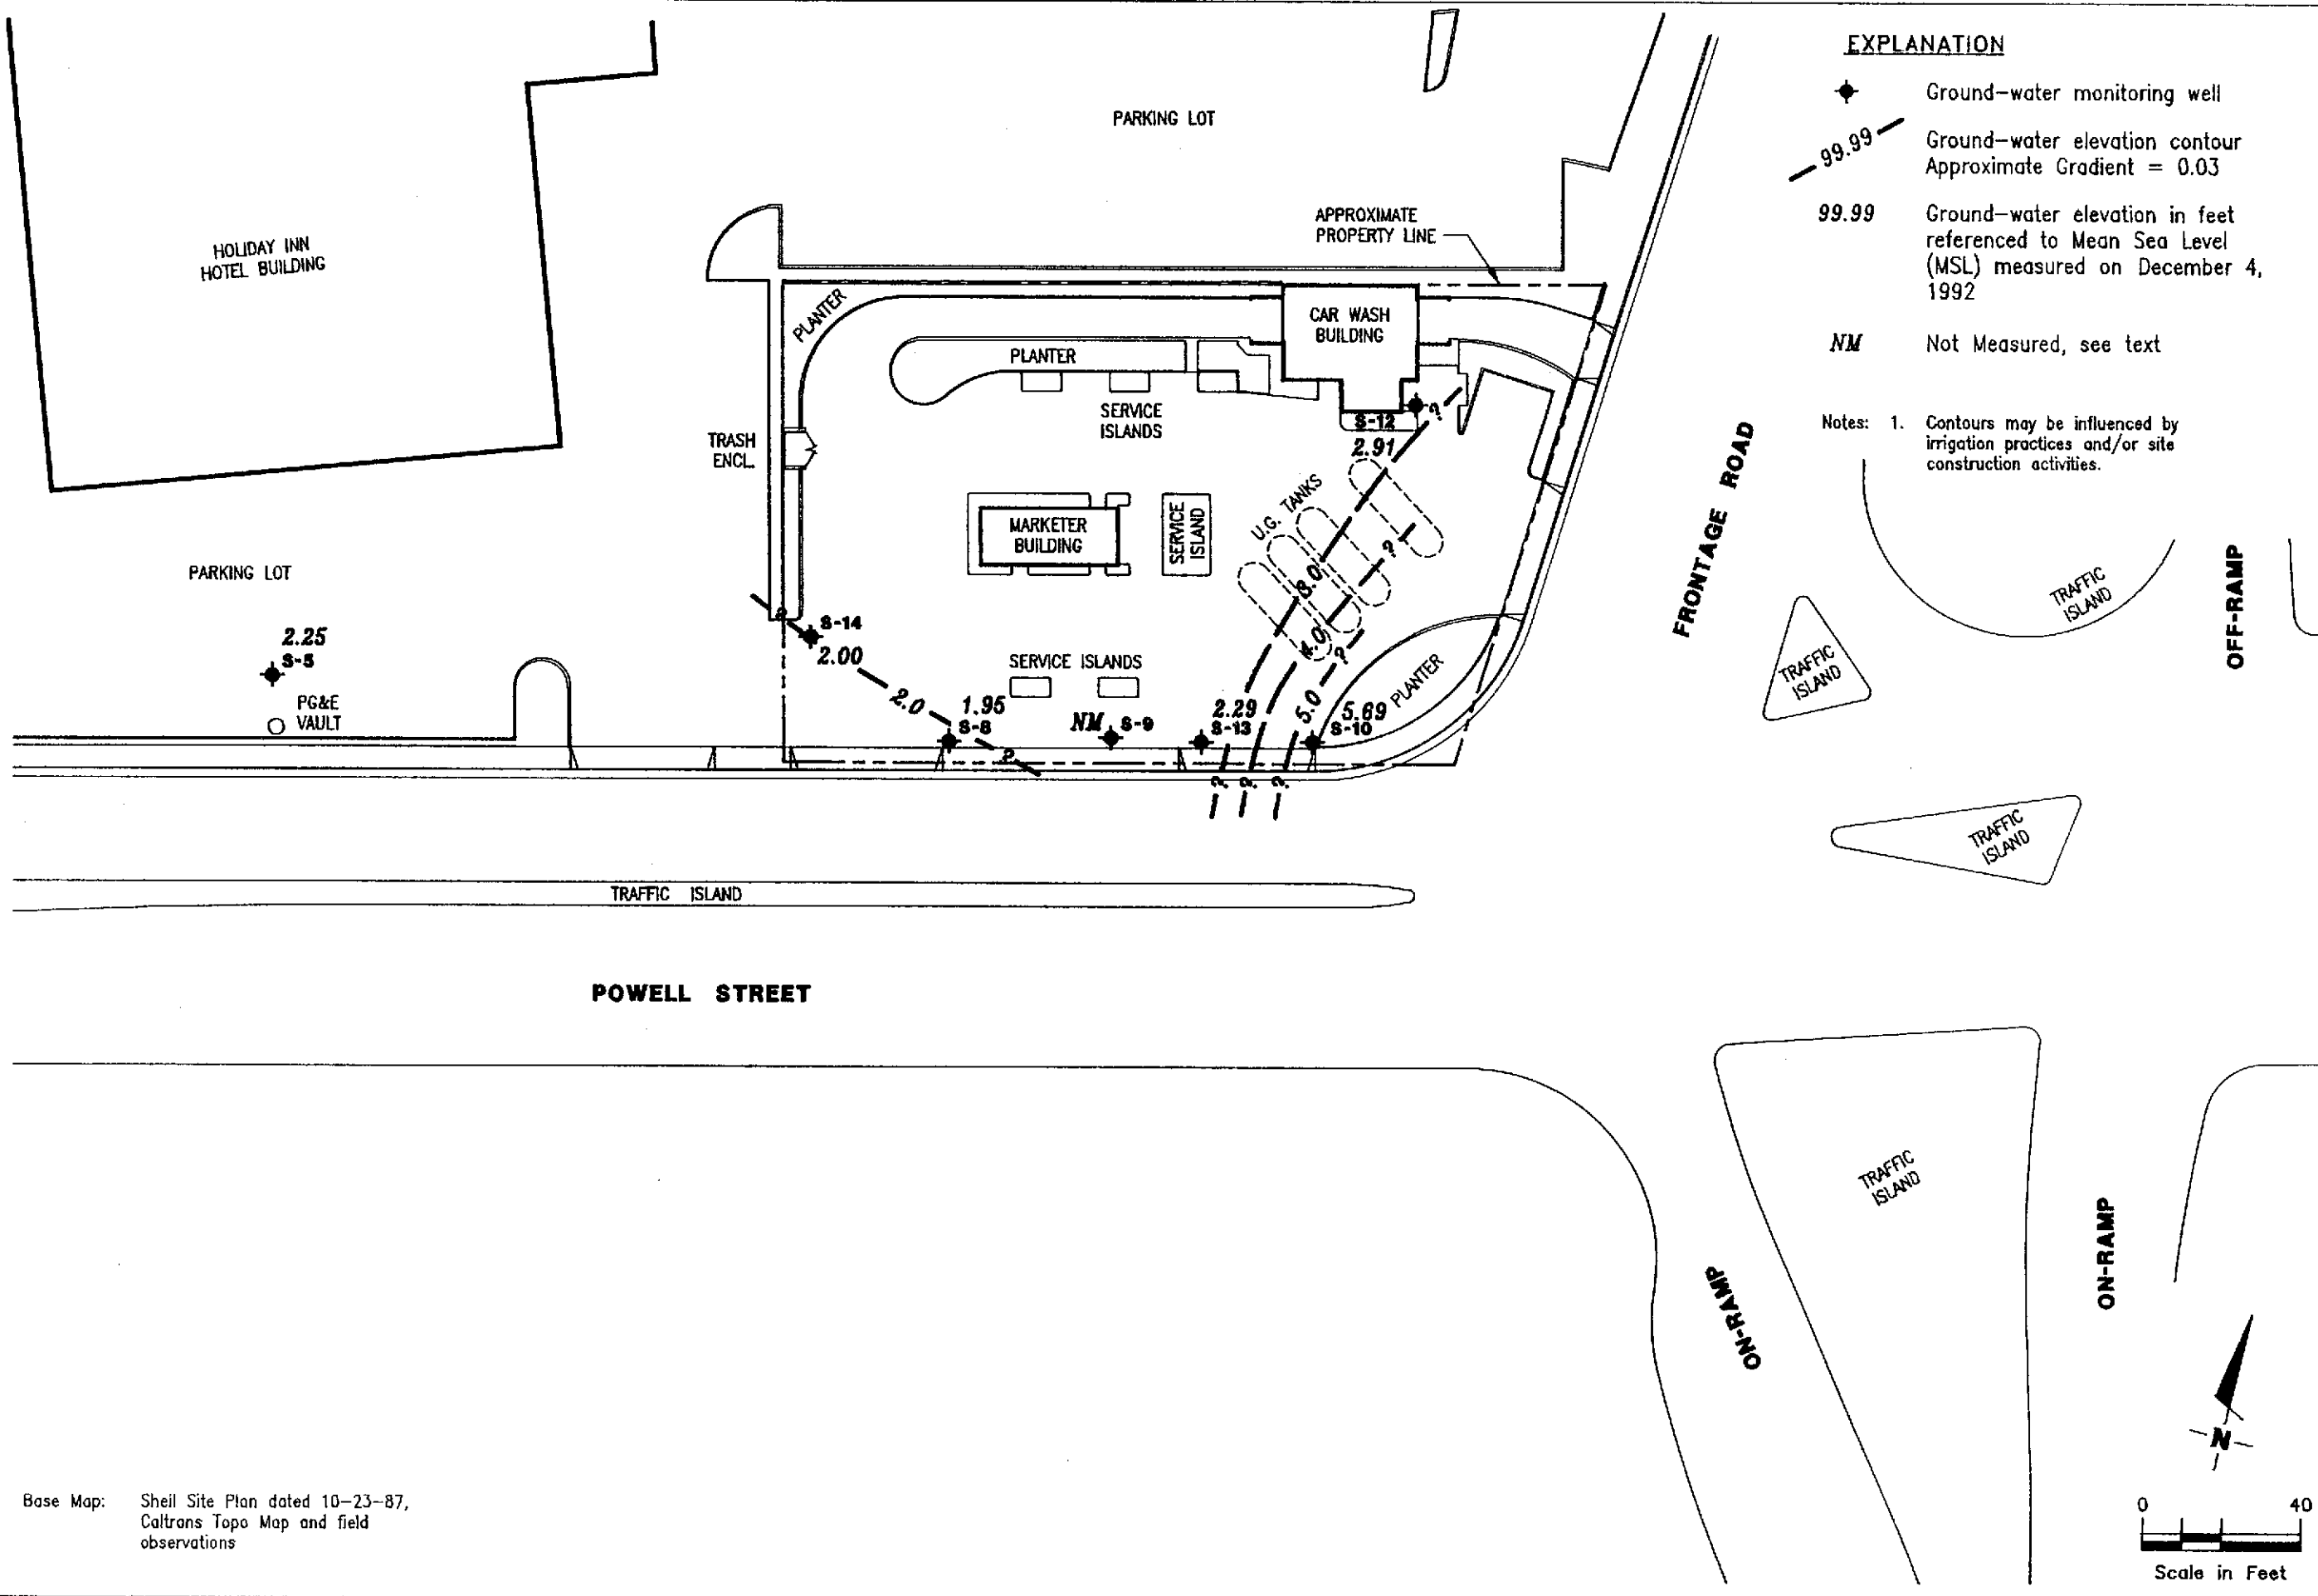 EXPLANATION
Ground-water monitoring well
99.99
Ground-water elevation contour
Approximate Gradient = 0.03
99.99
Ground-water elevation in feet
referenced to Mean Sea Level
(MSL) measured on December 4,
1992
NM
Not Measured, see text
Notes: 1. Contours may be influenced by
irrigation practices and/or site
construction activities.
PARKING LOT
HOLIDAY INN
HOTEL BUILDING
APPROXIMATE
PROPERTY LINE
PLANTER
CAR WASH
BUILDING
PLANTER
SERVICE
ISLANDS
TRASH
ENCL.
S-12
2.91
?
U.G. TANKS
MARKETER
BUILDING
SERVICE
ISLAND
PARKING LOT
?
3.0
4.0
?
?
S-14
2.00
2.25
S-5
PG&E
VAULT
SERVICE ISLANDS
PLANTER
2.0
1.95
S-8
NM
S-9
2.29
S-13
5.0
5.69
S-10
?
?
?
?
FRONTAGE ROAD
TRAFFIC
ISLAND
TRAFFIC
ISLAND
OFF-RAMP
TRAFFIC
ISLAND
TRAFFIC ISLAND
POWELL STREET
TRAFFIC
ISLAND
ON-RAMP
ON-RAMP
N
Base Map: Shell Site Plan dated 10-23-87,
Caltrans Topo Map and field
observations
0 40
Scale in Feet